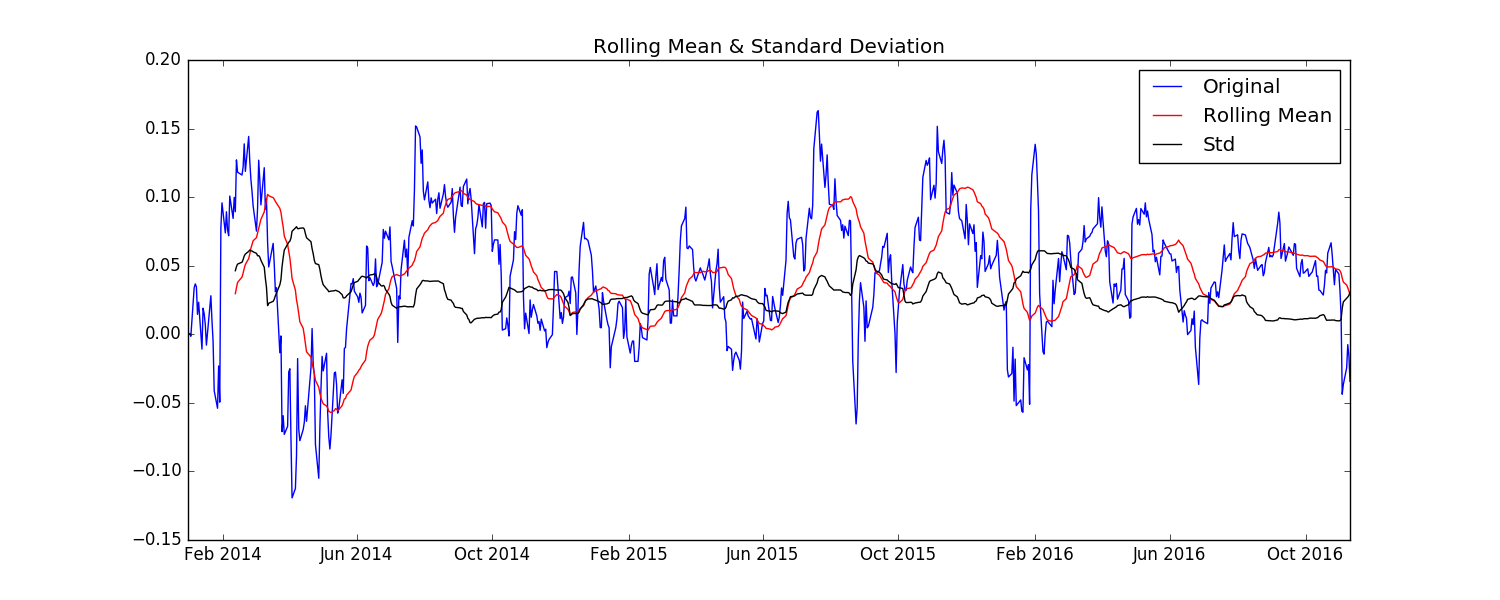 Rolling Mean & Standard Deviation
0.20
0.15
0.10
0.05
0.00
−0.05
−0.10
−0.15
Original
Rolling Mean
Std
Feb 2014 Jun 2014 Oct 2014 Feb 2015 Jun 2015 Oct 2015 Feb 2016 Jun 2016 Oct 2016